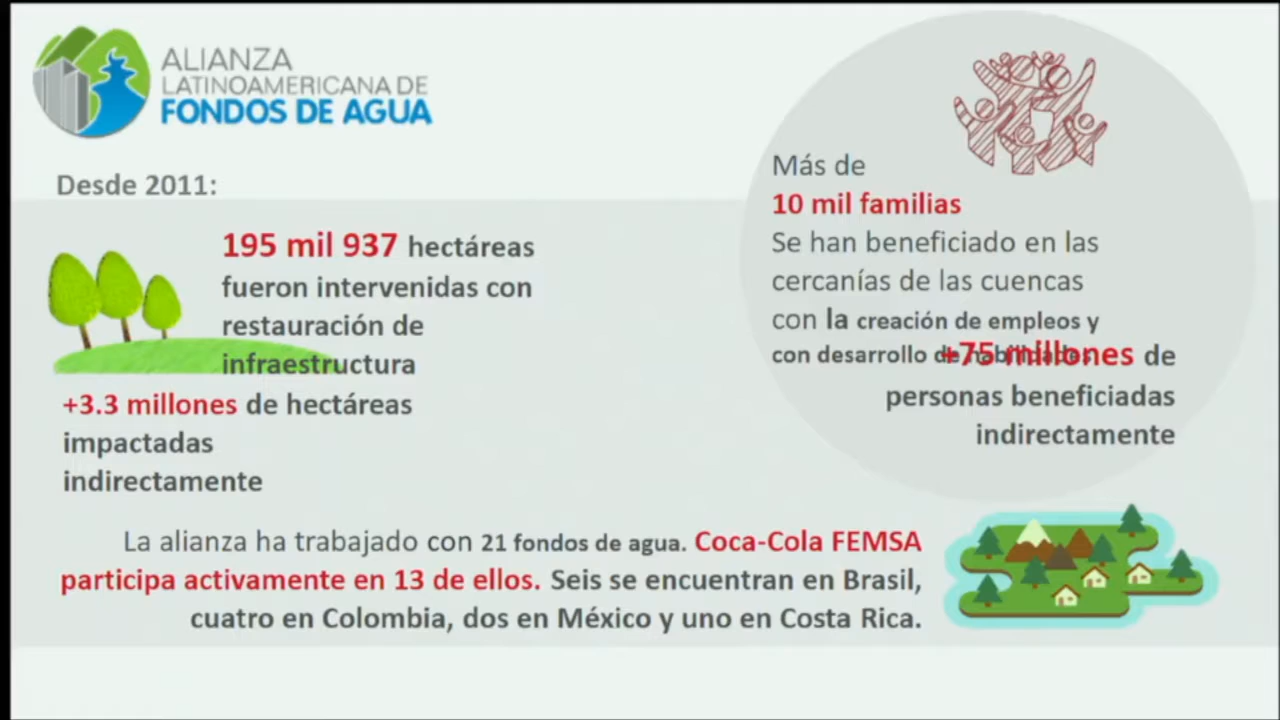 ALIANZA
LATINOAMERICANA DE
FONDOS DE AGUA
Desde 2011:
195 mil 937 hectáreas
fueron intervenidas con
restauración de
infraestructura
+3.3 millones de hectáreas
impactadas
indirectamente
Más de
10 mil familias
Se han beneficiado en las
cercanías de las cuencas
con la creación de empleos y
con desarrollo de habilidades
+75 millones de
personas beneficiadas
indirectamente
La alianza ha trabajado con 21 fondos de agua. Coca-Cola FEMSA
participa activamente en 13 de ellos. Seis se encuentran en Brasil,
cuatro en Colombia, dos en México y uno en Costa Rica.